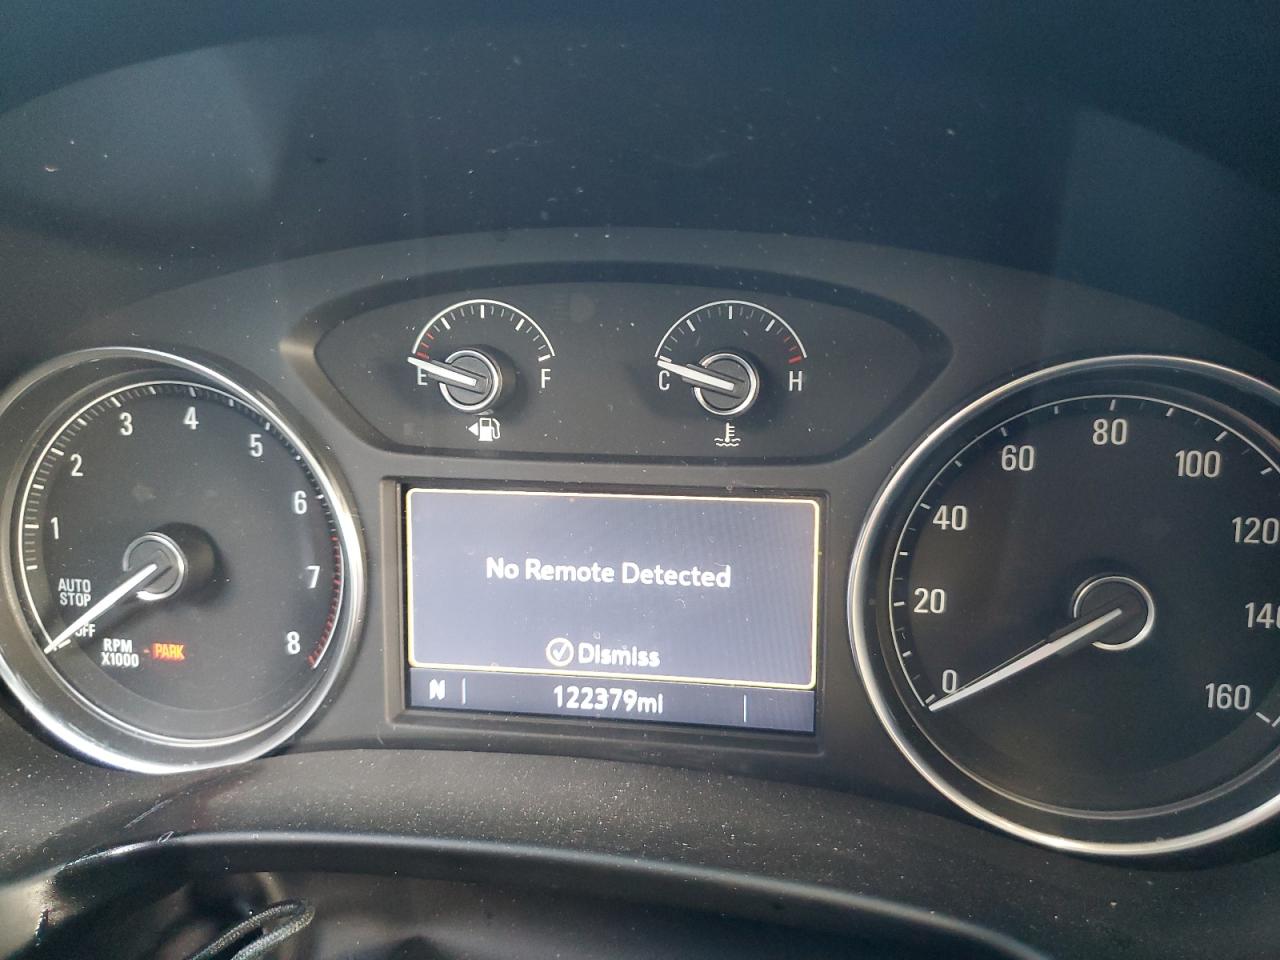 E F
C H
1 2 3 4 5 6 7 8
AUTO
STOP
OFF
RPM
X1000
PARK
No Remote Detected
Dismiss
N
122379mi
0 20 40 60 80 100 120 140 160